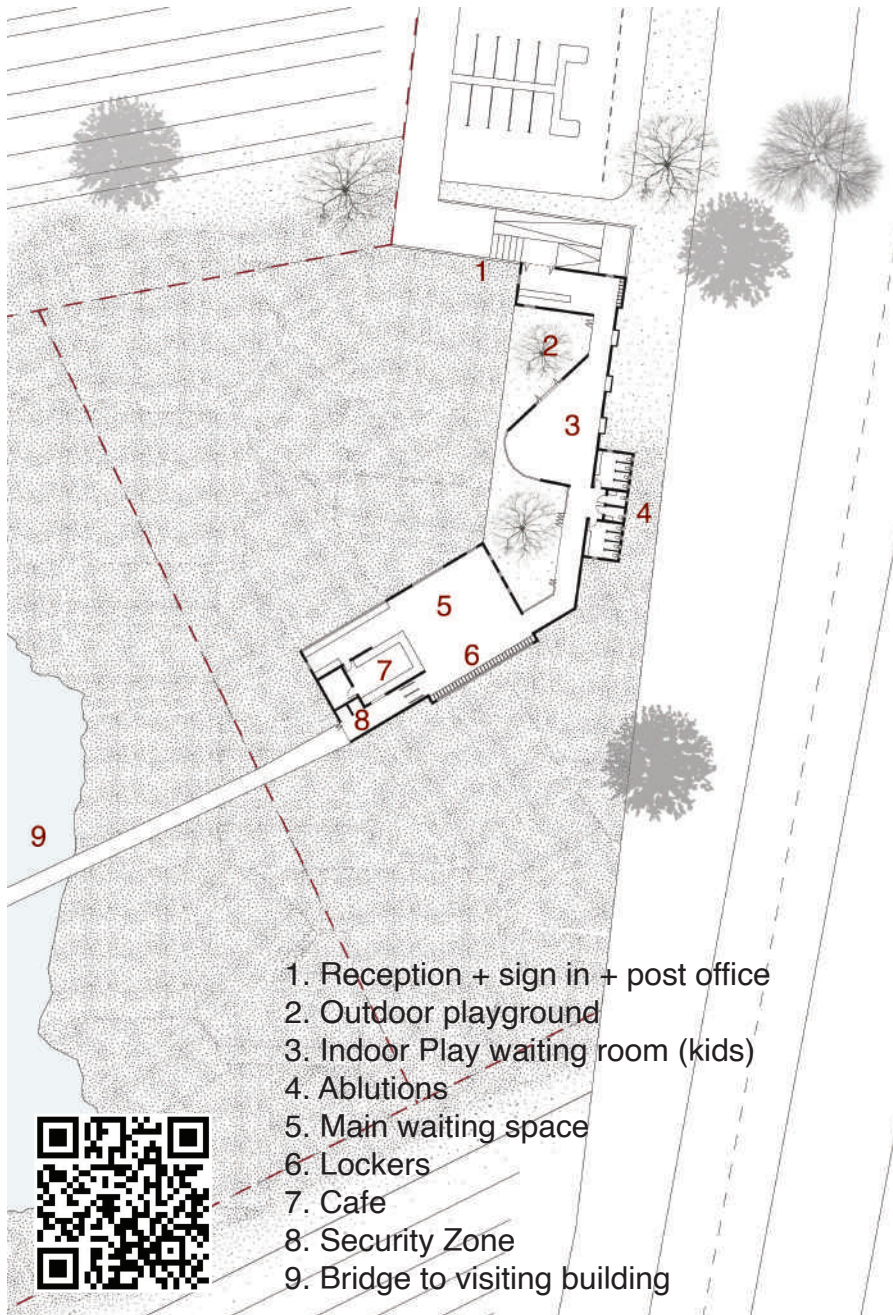 1
2
3
4
5
6
7
8
9
1. Reception + sign in + post office
2. Outdoor playground
3. Indoor Play waiting room (kids)
4. Ablutions
5. Main waiting space
6. Lockers
7. Cafe
8. Security Zone
9. Bridge to visiting building